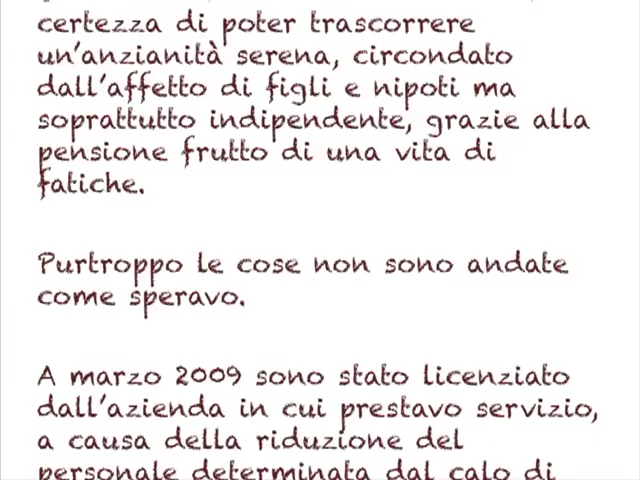 certezza di poter trascorrere
un'anzianità serena, circondato
dall'affetto di figli e nipoti ma
soprattutto indipendente, grazie alla
pensione frutto di una vita di
fatiche.
Purtroppo le cose non sono andate
come speravo.
A marzo 2009 sono stato licenziato
dall'azienda in cui prestavo servizio,
a causa della riduzione del
personale determinata dal calo di